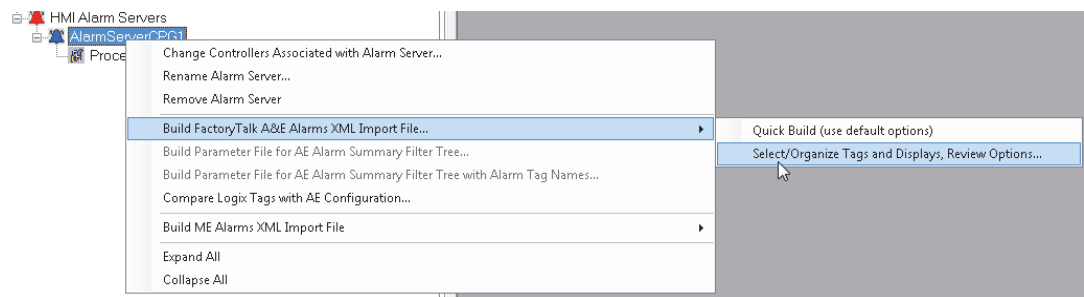 HMI Alarm Servers
AlarmServerCPG1
Proce
Change Controllers Associated with Alarm Server...
Rename Alarm Server...
Remove Alarm Server
Build FactoryTalk A&E Alarms XML Import File...
Quick Build (use default options)
Build Parameter File for AE Alarm Summary Filter Tree...
Select/Organize Tags and Displays, Review Options...
Build Parameter File for AE Alarm Summary Filter Tree with Alarm Tag Names...
Compare Logix Tags with AE Configuration...
Build ME Alarms XML Import File
Expand All
Collapse All